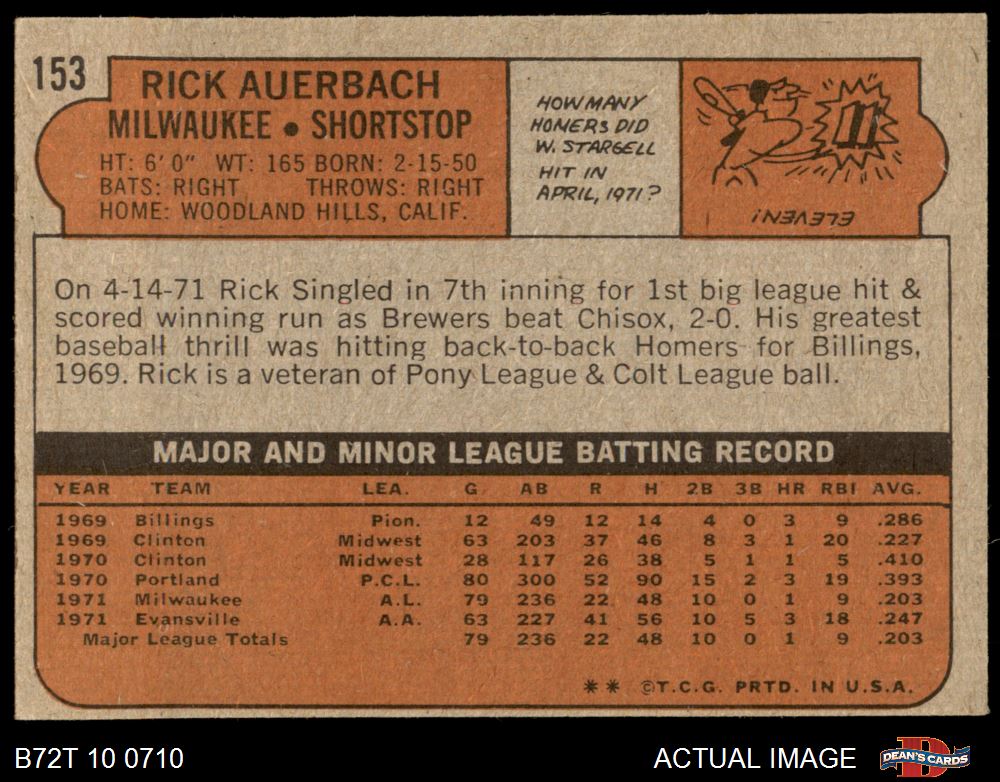 153
RICK AUERBACH
MILWAUKEE • SHORTSTOP
HT: 6' 0" WT: 165 BORN: 2-15-50
BATS: RIGHT THROWS: RIGHT
HOME: WOODLAND HILLS, CALIF.
HOW MANY
HOMERS DID
W. STARGELL
HIT IN
APRIL, 1971?
11
ELEVEN!
On 4-14-71 Rick Singled in 7th inning for 1st big league hit &
scored winning run as Brewers beat Chisox, 2-0. His greatest
baseball thrill was hitting back-to-back Homers for Billings,
1969. Rick is a veteran of Pony League & Colt League ball.
MAJOR AND MINOR LEAGUE BATTING RECORD
YEAR TEAM LEA. G AB R H 2B 3B HR RBI AVG.
1969 Billings Pion. 12 49 12 14 4 0 3 9 .286
1969 Clinton Midwest 63 203 37 46 8 3 1 20 .227
1970 Clinton Midwest 28 117 26 38 5 1 1 5 .410
1970 Portland P.C.L. 80 300 52 90 15 2 3 19 .393
1971 Milwaukee A.L. 79 236 22 48 10 0 1 9 .203
1971 Evansville A.A. 63 227 41 56 10 5 3 18 .247
Major League Totals 79 236 22 48 10 0 1 9 .203
** ©T.C.G. PRTD. IN U.S.A.
B72T 10 0710
ACTUAL IMAGE
DEAN'S CARDS